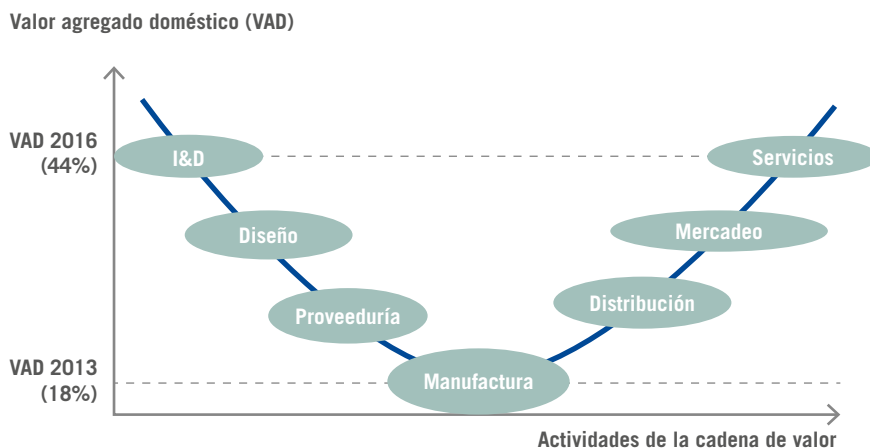 Valor agregado doméstico (VAD)
VAD 2016
(44%)
I&D
Servicios
Diseño
Mercadeo
Proveeduría
Distribución
VAD 2013
(18%)
Manufactura
Actividades de la cadena de valor